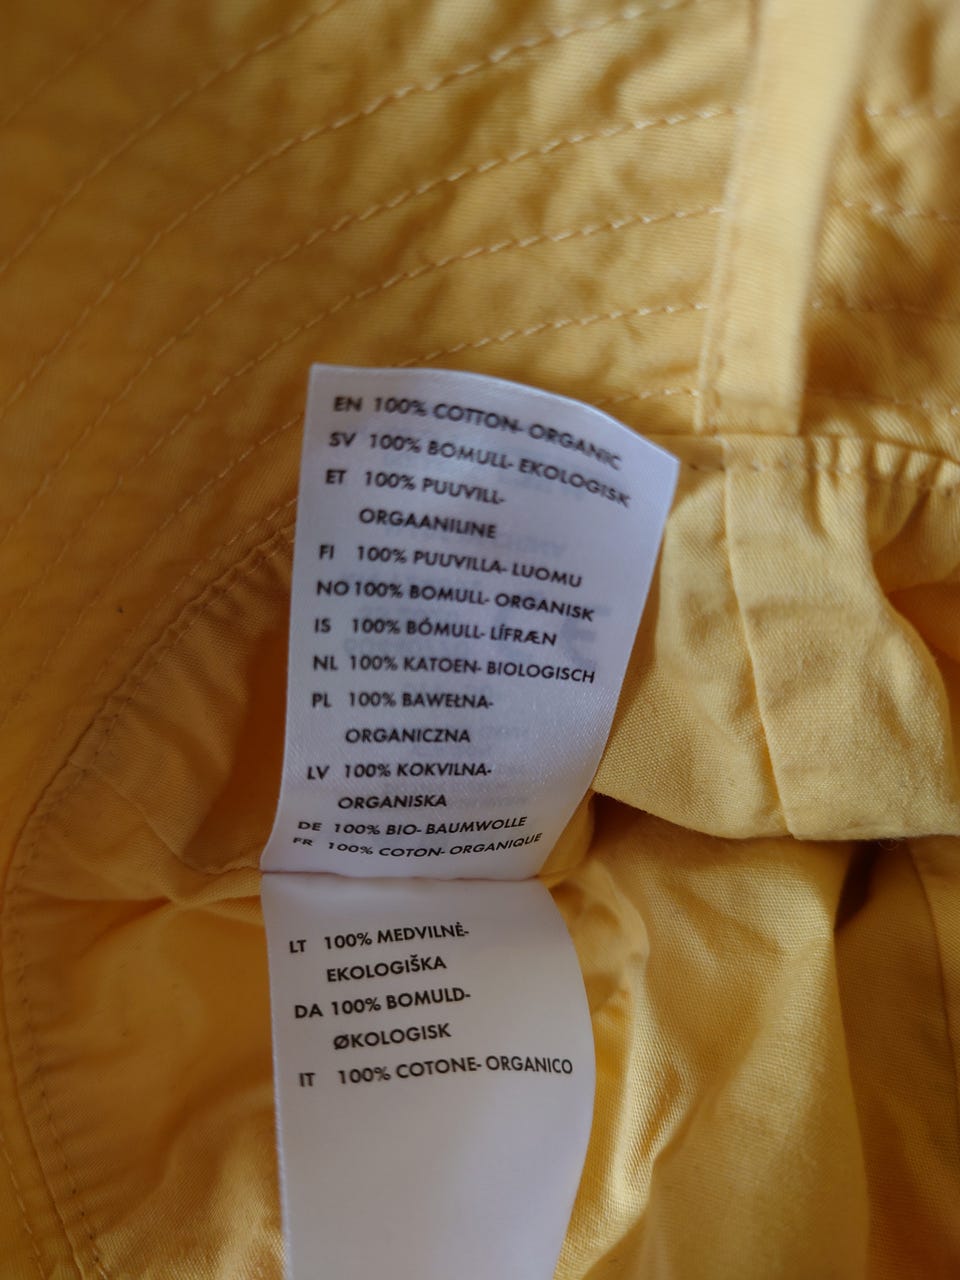 EN 100% COTTON- ORGANIC
SV 100% BOMULL- EKOLOGISK
ET 100% PUUVILL-
ORGAANILINE
FI 100% PUUVILLA- LUOMU
NO 100% BOMULL- ORGANISK
IS 100% BÓMULL- LÍFRÆN
NL 100% KATOEN- BIOLOGISCH
PL 100% BAWEŁNA-
ORGANICZNA
LV 100% KOKVILNA-
ORGANISKA
DE 100% BIO- BAUMWOLLE
FR 100% COTON- ORGANIQUE
LT 100% MEDVILNĖ-
EKOLOGIŠKA
DA 100% BOMULD-
ØKOLOGISK
IT 100% COTONE- ORGANICO